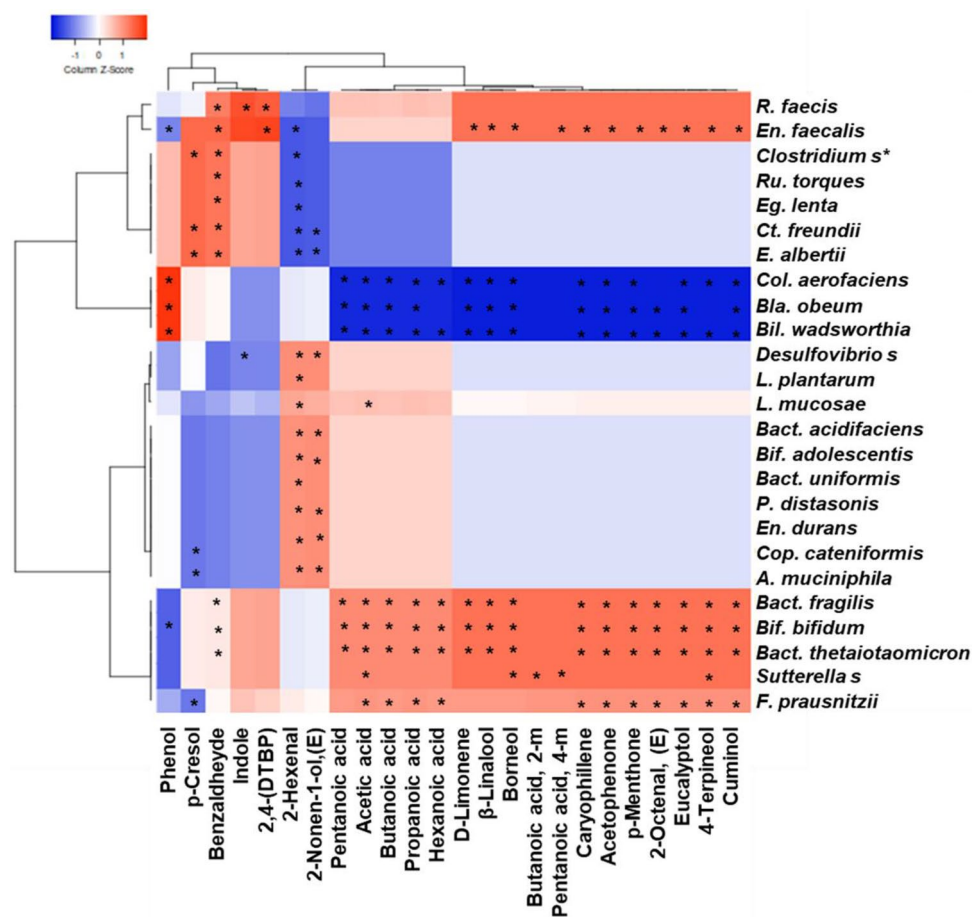 -1 0 1
Column Z-Score
R. faecis
En. faecalis
Clostridium s*
Ru. torques
Eg. lenta
Ct. freundii
E. albertii
Col. aerofaciens
Bla. obeum
Bil. wadsworthia
Desulfovibrio s
L. plantarum
L. mucosae
Bact. acidifaciens
Bif. adolescentis
Bact. uniformis
P. distasonis
En. durans
Cop. cateniformis
A. muciniphila
Bact. fragilis
Bif. bifidum
Bact. thetaiotaomicron
Sutterella s
F. prausnitzii
Phenol
p-Cresol
Benzaldheyde
Indole
2,4-(DTBP)
2-Hexenal
2-Nonen-1-ol,(E)
Pentanoic acid
Acetic acid
Butanoic acid
Propanoic acid
Hexanoic acid
D-Limonene
β-Linalool
Borneol
Butanoic acid, 2-m
Pentanoic acid, 4-m
Caryophillene
Acetophenone
p-Menthone
2-Octenal, (E)
Eucalyptol
4-Terpineol
Cuminol